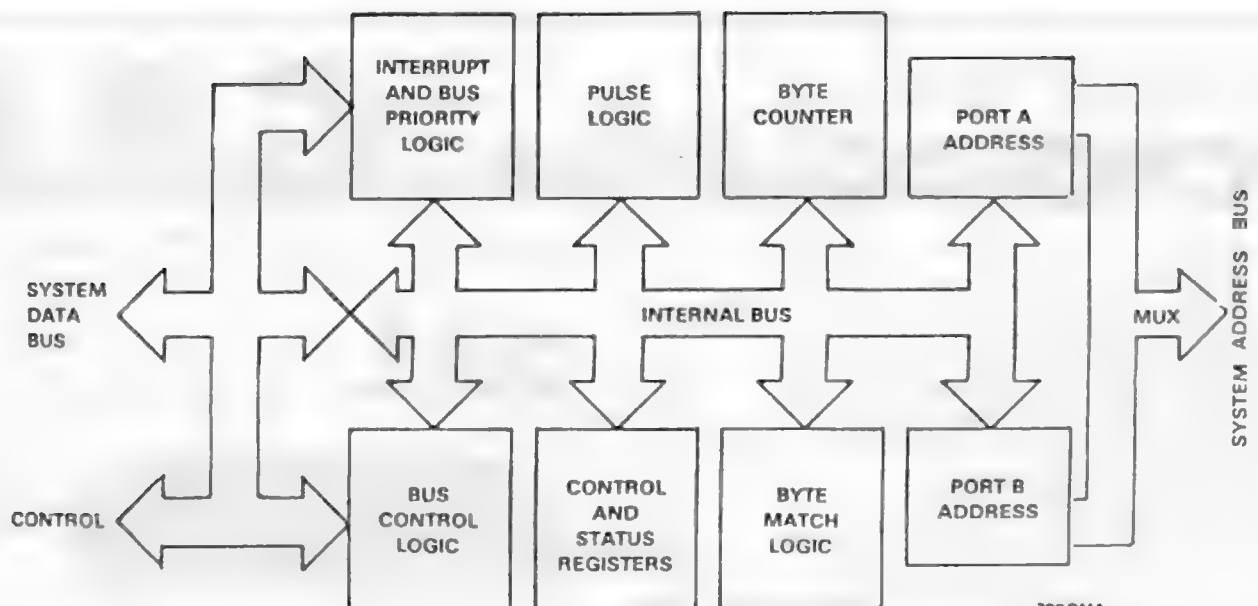 INTERRUPT
AND BUS
PRIORITY
LOGIC
PULSE
LOGIC
BYTE
COUNTER
PORT A
ADDRESS
SYSTEM
DATA
BUS
INTERNAL BUS
MUX
SYSTEM ADDRESS BUS
CONTROL
BUS
CONTROL
LOGIC
CONTROL
AND
STATUS
REGISTERS
BYTE
MATCH
LOGIC
PORT B
ADDRESS